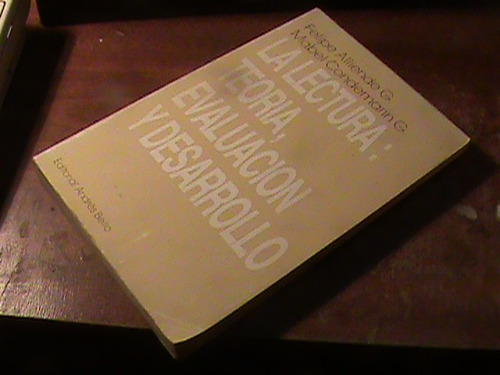 Felipe Alliende G.
Mabel Condemarín G.
LA LECTURA:
TEORIA,
EVALUACION
Y DESARROLLO
Editorial Andrés Bello